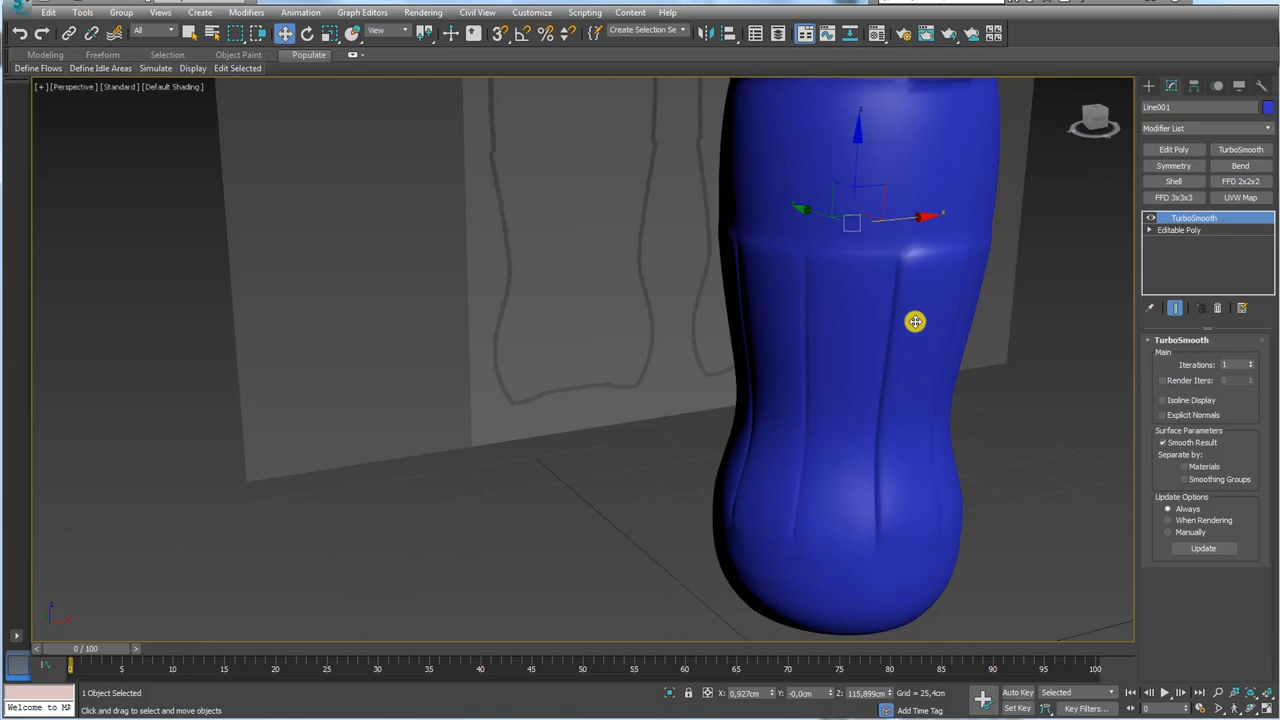 Edit Tools Group Views Create Modifiers Animation Graph Editors Rendering Civil View Customize Scripting Content Help
All View Create Selection Se
Modeling Freeform Selection Object Paint Populate
Define Flows Define Idle Areas Simulate Display Edit Selected
[+] [Perspective] [Standard] [Default Shading]
Line001
Modifier List
Edit Poly TurboSmooth
Symmetry Bend
Shell FFD 2x2x2
FFD 3x3x3 UVW Map
TurboSmooth
Editable Poly
TurboSmooth
Main
Iterations: 1
Render Iters: 0
Isoline Display
Explicit Normals
Surface Parameters
Smooth Result
Separate by:
Materials
Smoothing Groups
Update Options
Always
When Rendering
Manually
Update
z
x
0 / 100
0 5 10 15 20 25 30 35 40 45 50 55 60 65 70 75 80 85 90 95 100
1 Object Selected X: 0,927cm Y: -0,0cm Z: 115,899cm Grid = 25,4cm Auto Key Selected
Welcome to M Click and drag to select and move objects Add Time Tag Set Key Key Filters... 0